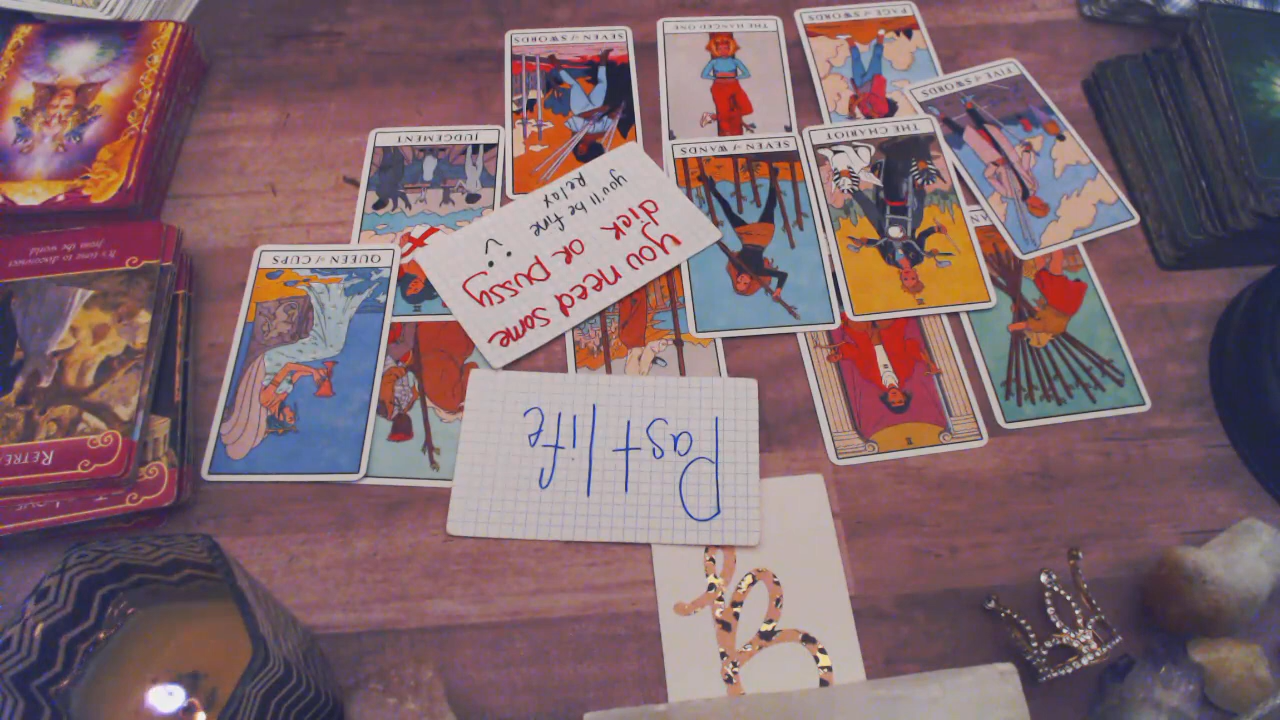 SEVEN of SWORDS
THE HANGED ONE
PAGE of SWORDS
FIVE of SWORDS
JUDGEMENT
SEVEN of WANDS
THE CHARIOT
QUEEN of CUPS
you need some
dick OR pussy
you'll be fine :)
Relax
Past life
It's time to disconnect
from the world